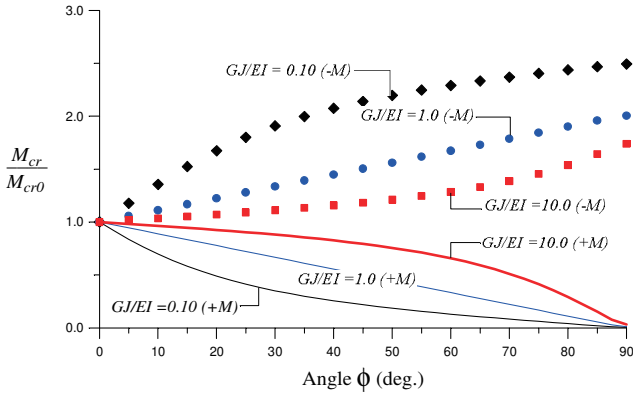 3.0
GJ/EI = 0.10 (-M)
2.0
GJ/EI =1.0 (-M)
M_cr
M_cr0
GJ/EI=10.0 (-M)
1.0
GJ/EI=10.0 (+M)
GJ/EI =1.0 (+M)
GJ/EI =0.10 (+M)
0.0
0 10 20 30 40 50 60 70 80 90
Angle ϕ (deg.)